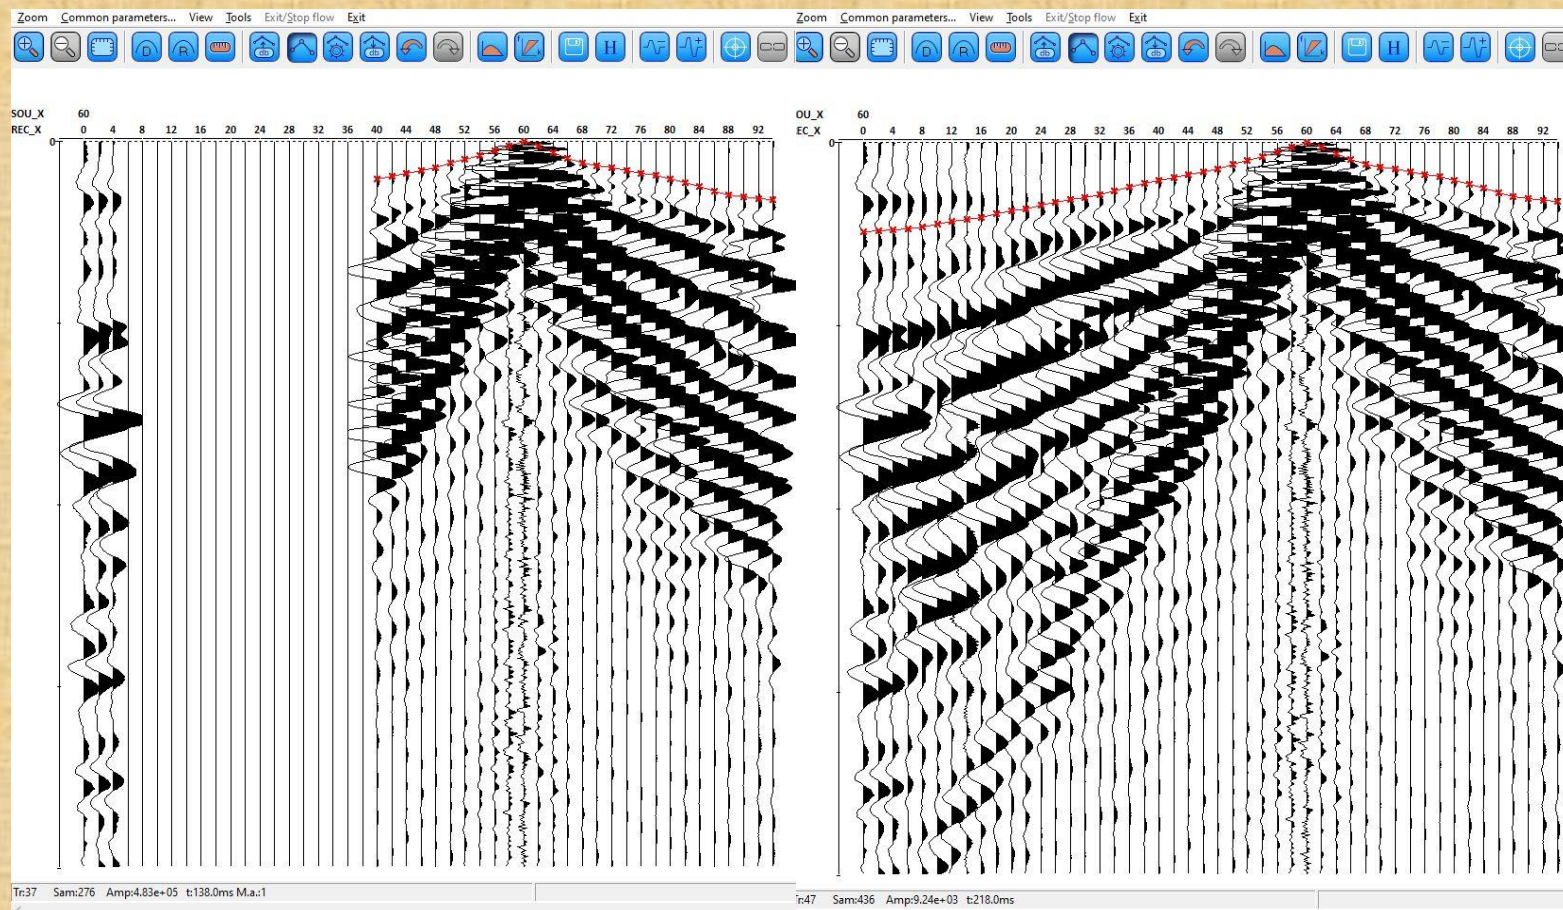 Zoom Common parameters... View Tools Exit/Stop flow Exit
D R db db H
SOU_X 60
REC_X 0 4 8 12 16 20 24 28 32 36 40 44 48 52 56 60 64 68 72 76 80 84 88 92
0
Tr:37 Sam:276 Amp:4.83e+05 t:138.0ms M.a.:1
Zoom Common parameters... View Tools Exit/Stop flow Exit
D R db db H
OU_X 60
EC_X 0 4 8 12 16 20 24 28 32 36 40 44 48 52 56 60 64 68 72 76 80 84 88 92
0
r:47 Sam:436 Amp:9.24e+03 t:218.0ms